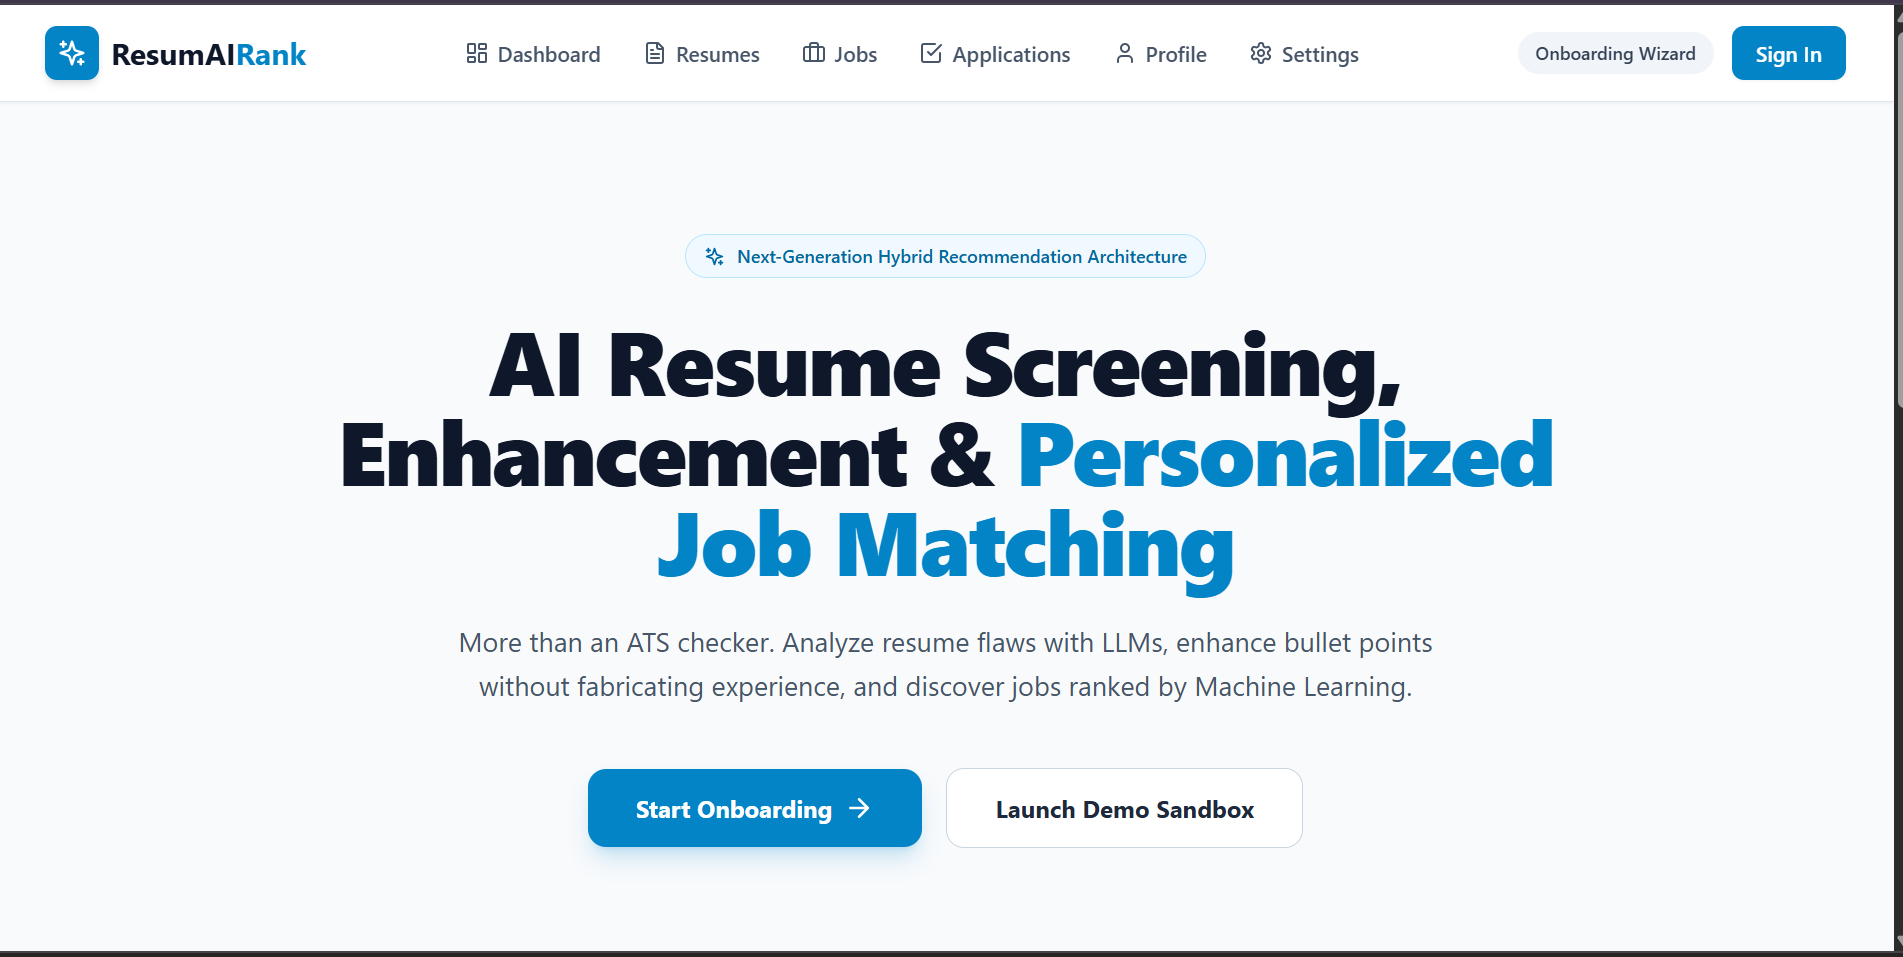 ResumAIRank
Dashboard
Resumes
Jobs
Applications
Profile
Settings
Onboarding Wizard
Sign In
Next-Generation Hybrid Recommendation Architecture
AI Resume Screening,
Enhancement & Personalized
Job Matching
More than an ATS checker. Analyze resume flaws with LLMs, enhance bullet points
without fabricating experience, and discover jobs ranked by Machine Learning.
Start Onboarding
Launch Demo Sandbox